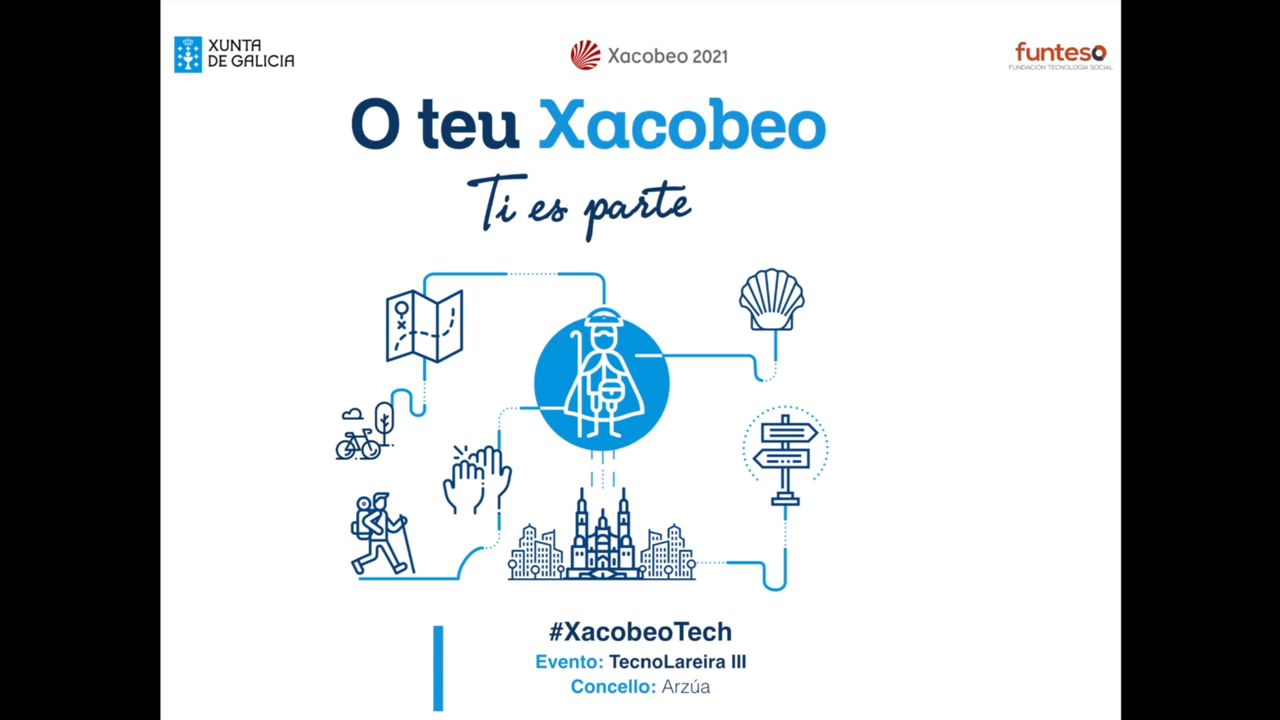 XUNTA
DE GALICIA
Xacobeo 2021
funteso
FUNDACIÓN TECNOLOGÍA SOCIAL
O teu Xacobeo
Ti es parte
#XacobeoTech
Evento: TecnoLareira III
Concello: Arzúa